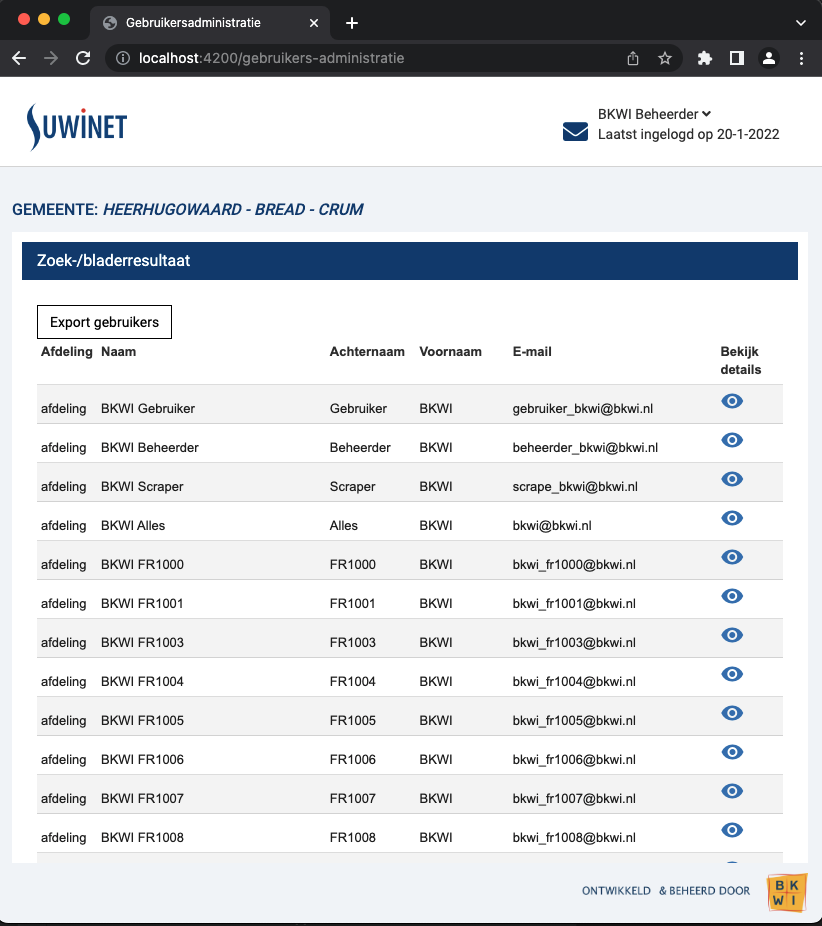 Gebruikersadministratie
localhost:4200/gebruikers-administratie
SUWINET
BKWI Beheerder
Laatst ingelogd op 20-1-2022
GEMEENTE: HEERHUGOWAARD - BREAD - CRUM
Zoek-/bladerresultaat
Export gebruikers
Afdeling Naam Achternaam Voornaam E-mail Bekijk details
afdeling BKWI Gebruiker Gebruiker BKWI gebruiker_bkwi@bkwi.nl
afdeling BKWI Beheerder Beheerder BKWI beheerder_bkwi@bkwi.nl
afdeling BKWI Scraper Scraper BKWI scrape_bkwi@bkwi.nl
afdeling BKWI Alles Alles BKWI bkwi@bkwi.nl
afdeling BKWI FR1000 FR1000 BKWI bkwi_fr1000@bkwi.nl
afdeling BKWI FR1001 FR1001 BKWI bkwi_fr1001@bkwi.nl
afdeling BKWI FR1003 FR1003 BKWI bkwi_fr1003@bkwi.nl
afdeling BKWI FR1004 FR1004 BKWI bkwi_fr1004@bkwi.nl
afdeling BKWI FR1005 FR1005 BKWI bkwi_fr1005@bkwi.nl
afdeling BKWI FR1006 FR1006 BKWI bkwi_fr1006@bkwi.nl
afdeling BKWI FR1007 FR1007 BKWI bkwi_fr1007@bkwi.nl
afdeling BKWI FR1008 FR1008 BKWI bkwi_fr1008@bkwi.nl
ONTWIKKELD & BEHEERD DOOR
BK
WI